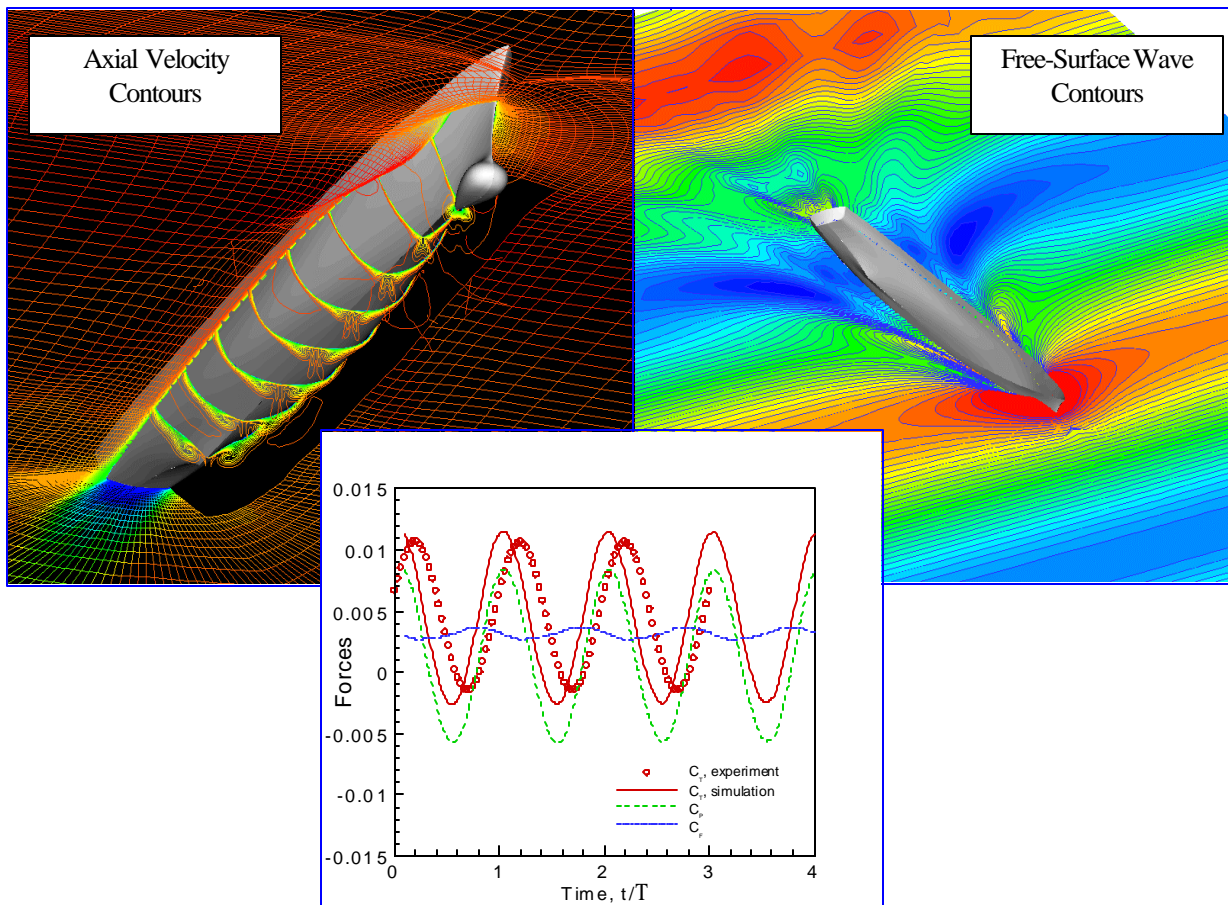 Axial Velocity
Contours
Free-Surface Wave
Contours
0.015
0.01
0.005
0
-0.005
-0.01
-0.015
Forces
C_T, experiment
C_T, simulation
C_P
C_F
0 1 2 3 4
Time, t/T